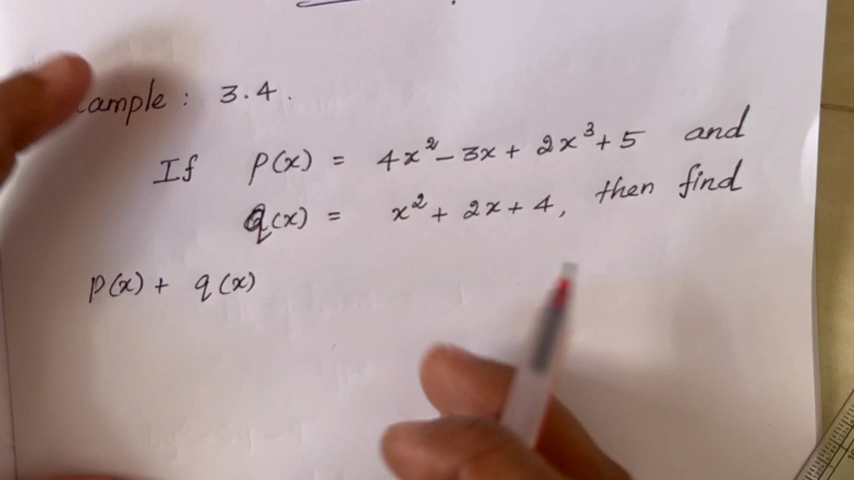 ample : 3.4.
If p(x) = 4x² - 3x + 2x³ + 5 and
q(x) = x² + 2x + 4, then find
p(x) + q(x)